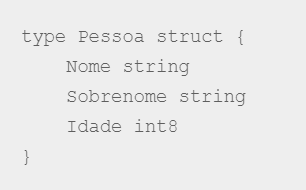 type Pessoa struct {
    Nome string
    Sobrenome string
    Idade int8
}